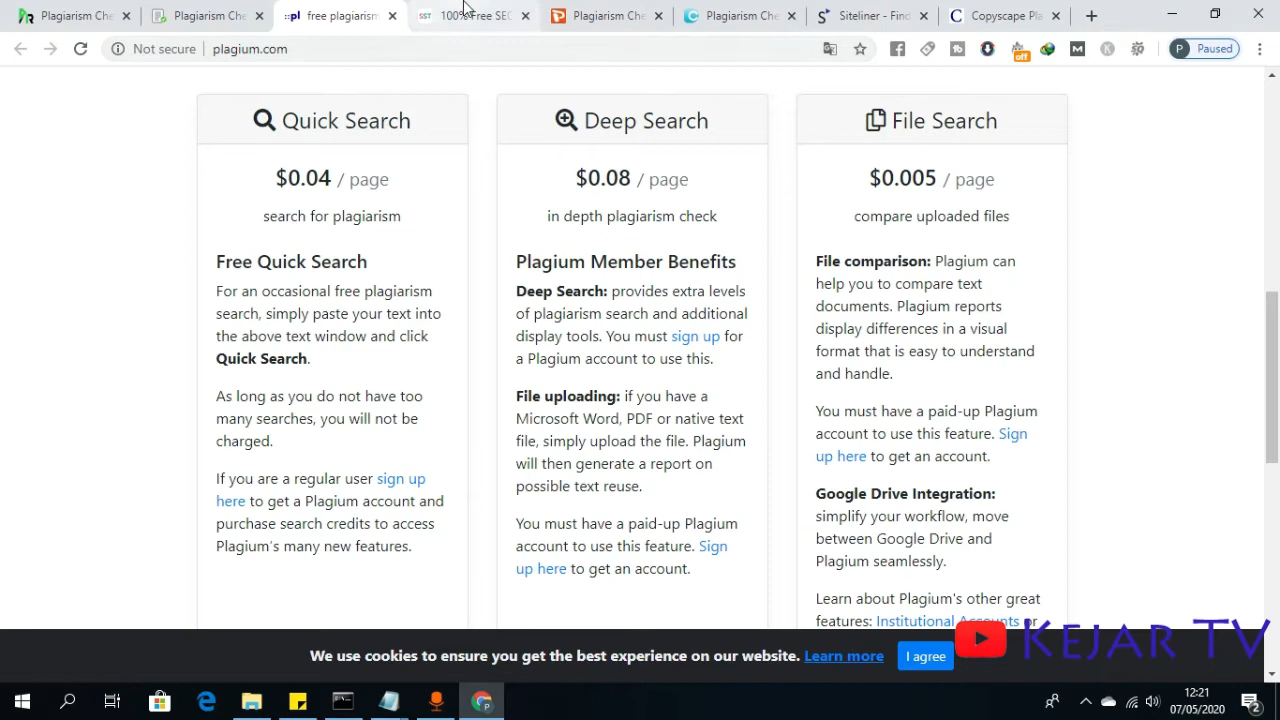 Plagiarism Che
Plagiarism Che
free plagiarism
100% Free SEO
Plagiarism Che
Plagiarism Che
Siteliner - Find
Copyscape Pla
Not secure
plagium.com
off
P Paused
Quick Search
$0.04 / page
search for plagiarism
Free Quick Search
For an occasional free plagiarism
search, simply paste your text into
the above text window and click
Quick Search.
As long as you do not have too
many searches, you will not be
charged.
If you are a regular user sign up
here to get a Plagium account and
purchase search credits to access
Plagium's many new features.
Deep Search
$0.08 / page
in depth plagiarism check
Plagium Member Benefits
Deep Search: provides extra levels
of plagiarism search and additional
display tools. You must sign up for
a Plagium account to use this.
File uploading: if you have a
Microsoft Word, PDF or native text
file, simply upload the file. Plagium
will then generate a report on
possible text reuse.
You must have a paid-up Plagium
account to use this feature. Sign
up here to get an account.
File Search
$0.005 / page
compare uploaded files
File comparison: Plagium can
help you to compare text
documents. Plagium reports
display differences in a visual
format that is easy to understand
and handle.
You must have a paid-up Plagium
account to use this feature. Sign
up here to get an account.
Google Drive Integration:
simplify your workflow, move
between Google Drive and
Plagium seamlessly.
Learn about Plagium's other great
features: Institutional Accounts or
We use cookies to ensure you get the best experience on our website. Learn more
I agree
KEJAR TV
12:21
07/05/2020
2